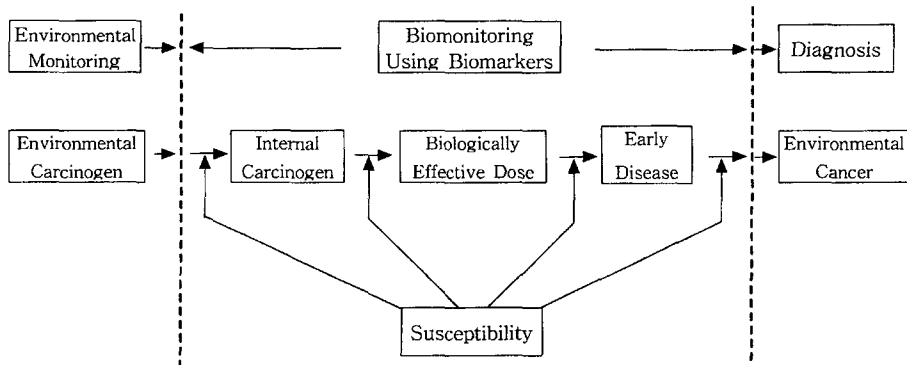 Environmental
Monitoring
Biomonitoring
Using Biomarkers
Diagnosis
Environmental
Carcinogen
Internal
Carcinogen
Biologically
Effective Dose
Early
Disease
Environmental
Cancer
Susceptibility